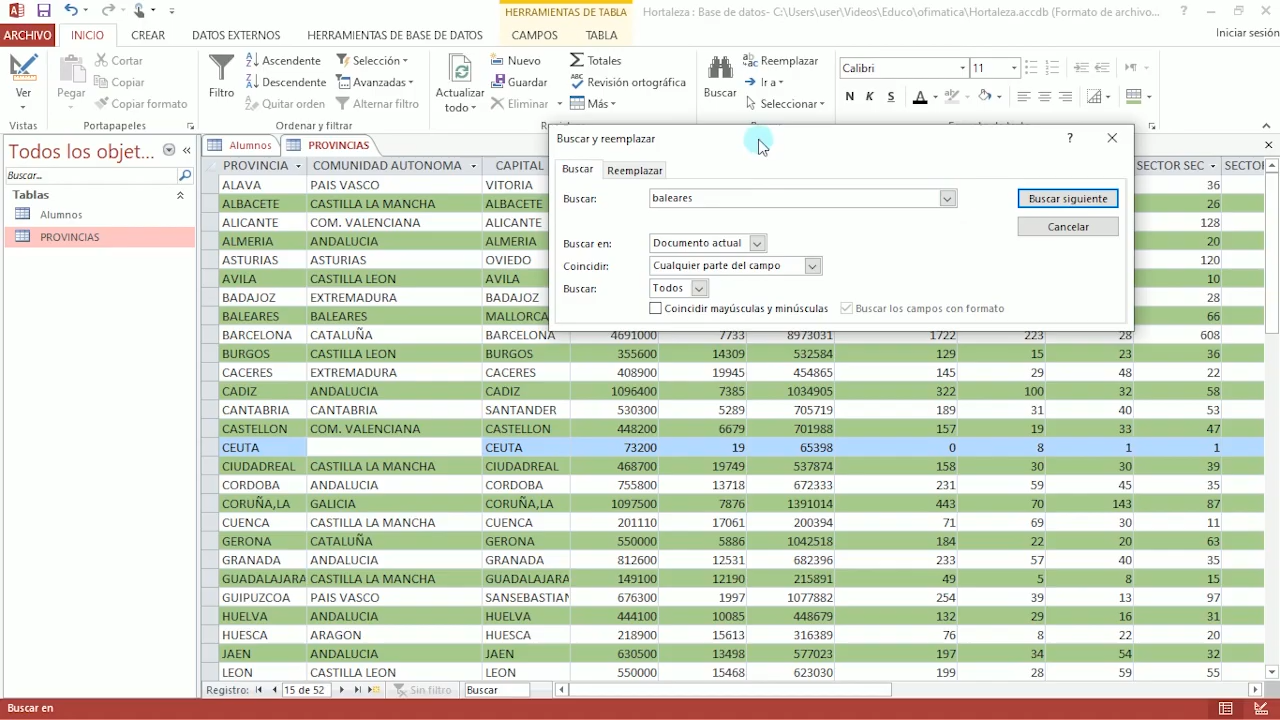 HERRAMIENTAS DE TABLA
Hortaleza : Base de datos- C:\Users\user\Videos\Educo\ofimatica\Hortaleza.accdb (Formato de archivo...
ARCHIVO INICIO CREAR DATOS EXTERNOS HERRAMIENTAS DE BASE DE DATOS CAMPOS TABLA Iniciar sesión
Ver Pegar Cortar Copiar Copiar formato
Filtro Ascendente Descendente Quitar orden Selección Avanzadas Alternar filtro
Actualizar todo Nuevo Guardar Eliminar Totales Revisión ortográfica Más
Buscar Reemplazar Ir a Seleccionar
Calibri 11
N K S A
Vistas Portapapeles Ordenar y filtrar
Todos los objet...
Buscar...
Tablas
Alumnos
PROVINCIAS
Alumnos PROVINCIAS
PROVINCIA COMUNIDAD AUTONOMA CAPITAL SECTOR SEC SECTOR
ALAVA PAIS VASCO VITORIA 36
ALBACETE CASTILLA LA MANCHA ALBACETE 26
ALICANTE COM. VALENCIANA ALICANTE 128
ALMERIA ANDALUCIA ALMERIA 20
ASTURIAS ASTURIAS OVIEDO 120
AVILA CASTILLA LEON AVILA 10
BADAJOZ EXTREMADURA BADAJOZ 28
BALEARES BALEARES MALLORCA 66
BARCELONA CATALUÑA BARCELONA 4691000 7733 8973031 1722 223 28 608
BURGOS CASTILLA LEON BURGOS 355600 14309 532584 129 15 23 36
CACERES EXTREMADURA CACERES 408900 19945 454865 145 29 48 22
CADIZ ANDALUCIA CADIZ 1096400 7385 1034905 322 100 32 58
CANTABRIA CANTABRIA SANTANDER 530300 5289 705719 189 31 40 53
CASTELLON COM. VALENCIANA CASTELLON 448200 6679 701988 157 19 33 47
CEUTA CEUTA 73200 19 65398 0 8 1 1
CIUDADREAL CASTILLA LA MANCHA CIUDADREAL 468700 19749 537874 158 30 30 39
CORDOBA ANDALUCIA CORDOBA 755800 13718 672333 231 59 45 35
CORUÑA,LA GALICIA CORUÑA,LA 1097500 7876 1391014 443 70 143 87
CUENCA CASTILLA LA MANCHA CUENCA 201110 17061 200394 71 69 30 11
GERONA CATALUÑA GERONA 550000 5886 1042518 184 22 20 63
GRANADA ANDALUCIA GRANADA 812600 12531 682396 233 57 40 35
GUADALAJARA CASTILLA LA MANCHA GUADALAJARA 149100 12190 215891 49 5 8 15
GUIPUZCOA PAIS VASCO SANSEBASTIAN 676300 1997 1077882 254 39 13 97
HUELVA ANDALUCIA HUELVA 444100 10085 448679 132 29 16 31
HUESCA ARAGON HUESCA 218900 15613 316389 76 8 22 20
JAEN ANDALUCIA JAEN 630500 13498 577023 197 34 54 32
LEON CASTILLA LEON LEON 550000 15468 623030 199 28 59 55
Buscar y reemplazar ?
Buscar Reemplazar
Buscar: baleares Buscar siguiente
Cancelar
Buscar en: Documento actual
Coincidir: Cualquier parte del campo
Buscar: Todos
Coincidir mayúsculas y minúsculas Buscar los campos con formato
Registro: 15 de 52 Sin filtro Buscar
Buscar en